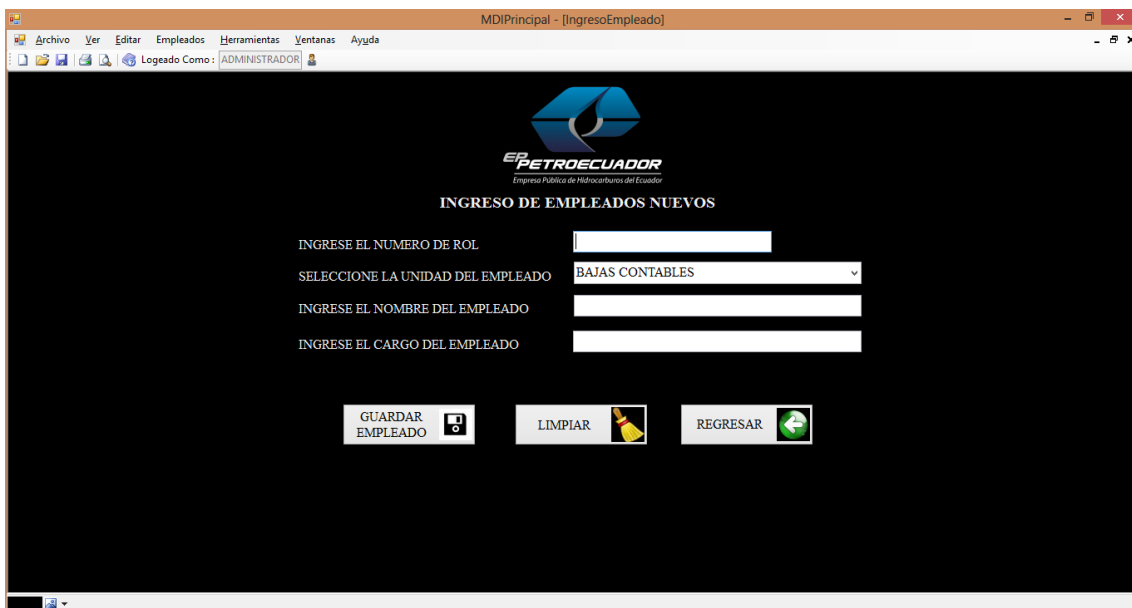 MDIPrincipal - [IngresoEmpleado]
Archivo Ver Editar Empleados Herramientas Ventanas Ayuda
Logeado Como : ADMINISTRADOR
EP PETROECUADOR
Empresa Pública de Hidrocarburos del Ecuador
INGRESO DE EMPLEADOS NUEVOS
INGRESE EL NUMERO DE ROL
SELECCIONE LA UNIDAD DEL EMPLEADO BAJAS CONTABLES
INGRESE EL NOMBRE DEL EMPLEADO
INGRESE EL CARGO DEL EMPLEADO
GUARDAR
EMPLEADO
LIMPIAR
REGRESAR